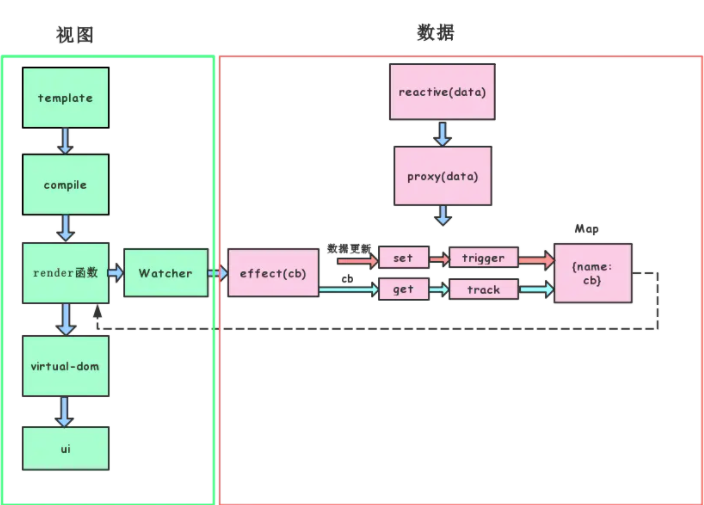 视图
数据
template
compile
render函数
Watcher
virtual-dom
ui
reactive(data)
proxy(data)
effect(cb)
数据更新
set
trigger
cb
get
track
Map
{name:
cb}